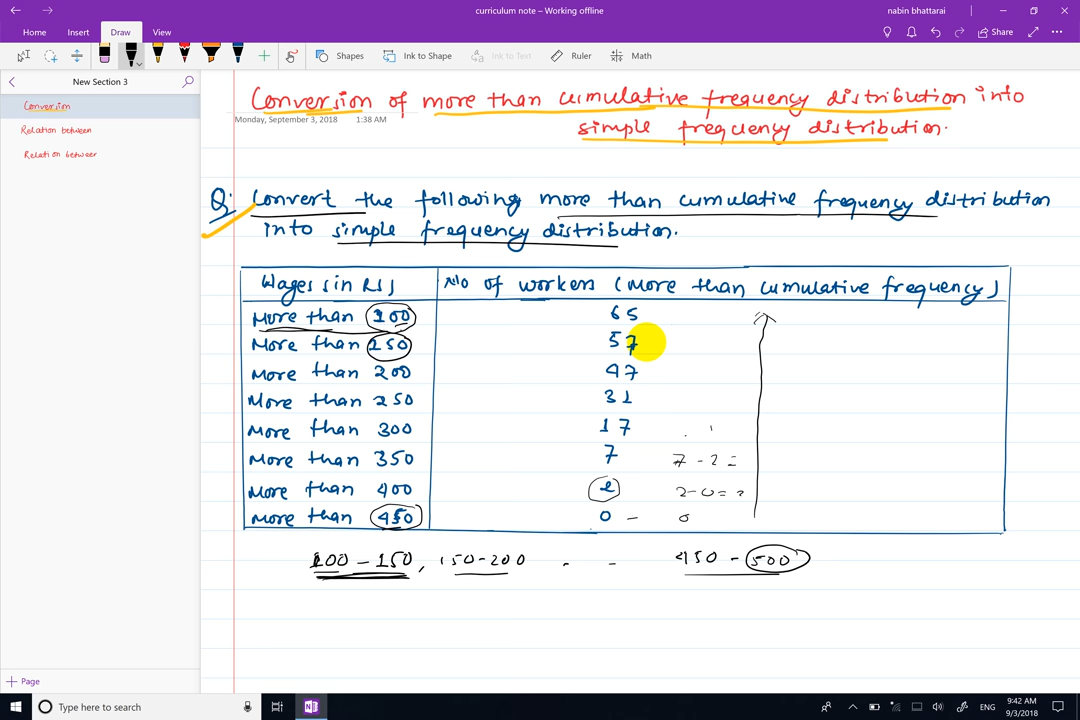 curriculum note – Working offline
nabin bhattarai
Home Insert Draw View
Share
Shapes Ink to Shape Ink to Text Ruler Math
New Section 3
Conversion
Relation between
Relation between
Conversion of more than cumulative frequency distribution into
simple frequency distribution.
Monday, September 3, 2018 1:38 AM
Q. Convert the following more than cumulative frequency distribution
into simple frequency distribution.
Wages (in RS) No of workers (More than cumulative frequency)
More than 100 65
More than 150 57
More than 200 47
More than 250 31
More than 300 17
More than 350 7 7 - 2 =
More than 400 2 2-0=
More than 450 0 - 0
100 - 150, 150-200 - - 450 - 500
Page
Type here to search
ENG
9:42 AM
9/3/2018